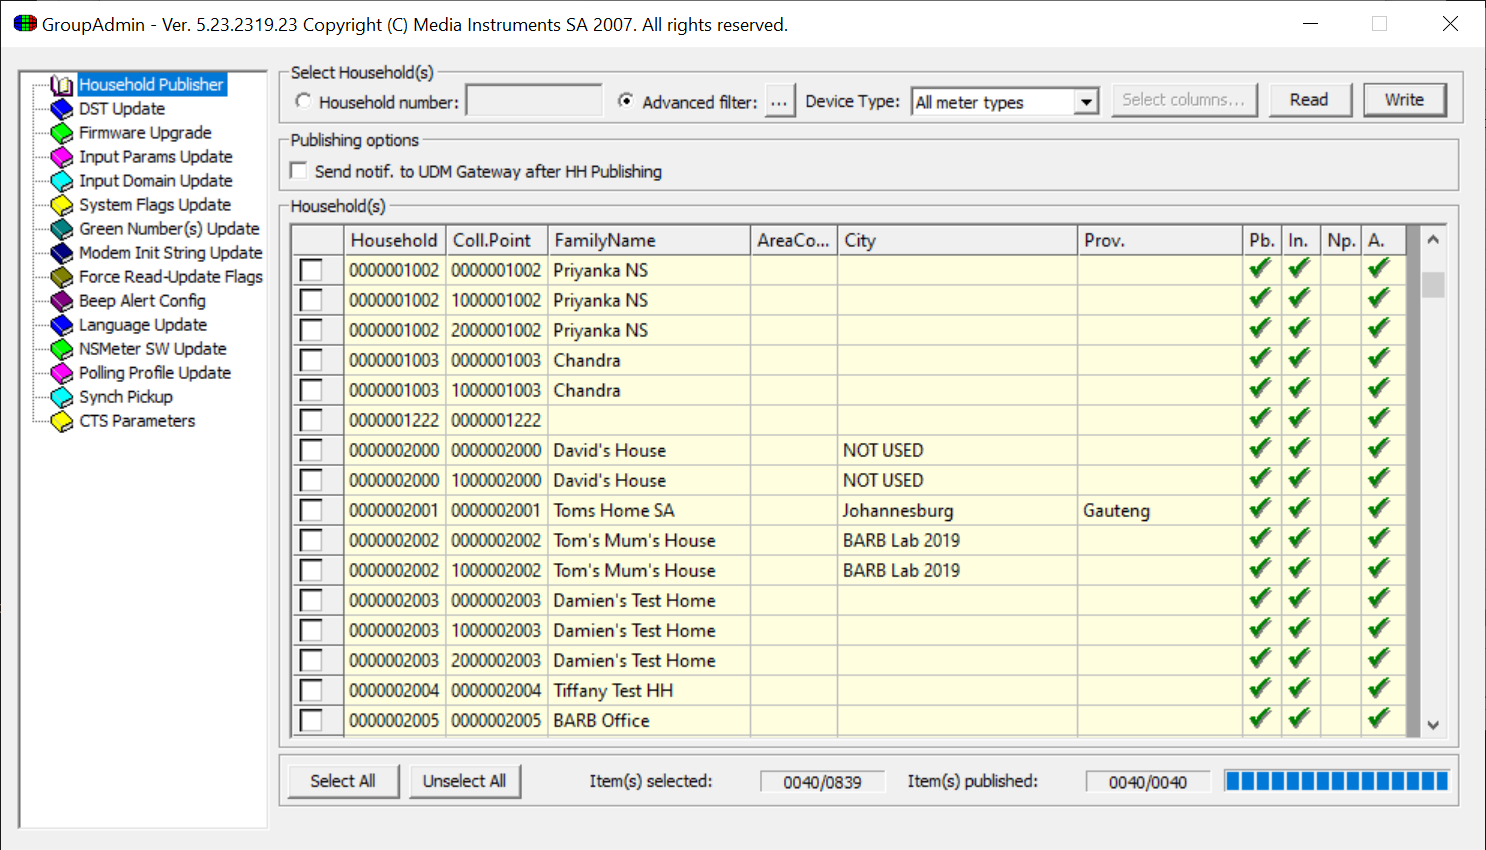 GroupAdmin - Ver. 5.23.2319.23 Copyright (C) Media Instruments SA 2007. All rights reserved.
Household Publisher
DST Update
Firmware Upgrade
Input Params Update
Input Domain Update
System Flags Update
Green Number(s) Update
Modem Init String Update
Force Read-Update Flags
Beep Alert Config
Language Update
NSMeter SW Update
Polling Profile Update
Synch Pickup
CTS Parameters
Select Household(s)
Household number: Advanced filter: ... Device Type: All meter types Select columns... Read Write
Publishing options
Send notif. to UDM Gateway after HH Publishing
Household(s)
Household Coll.Point FamilyName AreaCo... City Prov. Pb. In. Np. A.
0000001002 0000001002 Priyanka NS
0000001002 1000001002 Priyanka NS
0000001002 2000001002 Priyanka NS
0000001003 0000001003 Chandra
0000001003 1000001003 Chandra
0000001222 0000001222
0000002000 0000002000 David's House NOT USED
0000002000 1000002000 David's House NOT USED
0000002001 0000002001 Toms Home SA Johannesburg Gauteng
0000002002 0000002002 Tom's Mum's House BARB Lab 2019
0000002002 1000002002 Tom's Mum's House BARB Lab 2019
0000002003 0000002003 Damien's Test Home
0000002003 1000002003 Damien's Test Home
0000002003 2000002003 Damien's Test Home
0000002004 0000002004 Tiffany Test HH
0000002005 0000002005 BARB Office
Select All Unselect All Item(s) selected: 0040/0839 Item(s) published: 0040/0040